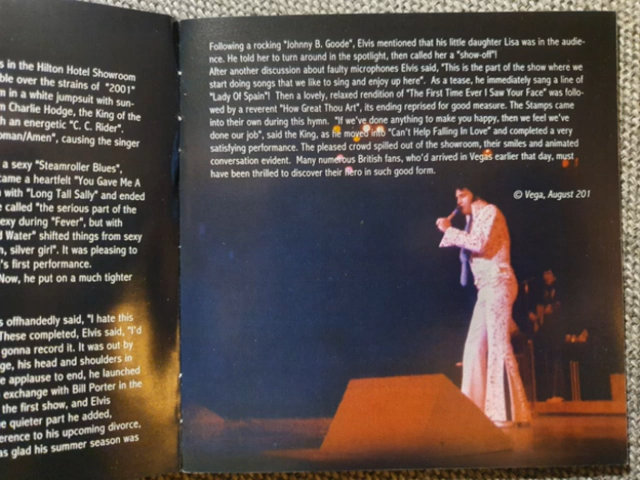 s in the Hilton Hotel Showroom
ble over the strains of "2001"
m in a white jumpsuit with sun-
n Charlie Hodge, the King of the
h an energetic "C. C. Rider".
oman/Amen", causing the singer
a sexy "Steamroller Blues",
came a heartfelt "You Gave Me A
with "Long Tall Sally" and ended
e called "the serious part of the
exy during "Fever", but with
d Water" shifted things from sexy
n, silver girl". It was pleasing to
's first performance.
Now, he put on a much tighter
s offhandedly said, "I hate this
These completed, Elvis said, "I'd
gonna record it. It was out by
ge, his head and shoulders in
e applause to end, he launched
exchange with Bill Porter in the
the first show, and Elvis
e quieter part he added,
erence to his upcoming divorce,
as glad his summer season was
Following a rocking "Johnny B. Goode", Elvis mentioned that his little daughter Lisa was in the audie-
nce. He told her to turn around in the spotlight, then called her a "show-off"!
After another discussion about faulty microphones Elvis said, "This is the part of the show where we
start doing songs that we like to sing and enjoy up here". As a tease, he immediately sang a line of
"Lady Of Spain"! Then a lovely, relaxed rendition of "The First Time Ever I Saw Your Face" was follo-
wed by a reverent "How Great Thou Art", its ending reprised for good measure. The Stamps came
into their own during this hymn. "If we've done anything to make you happy, then we feel we've
done our job", said the King, as he moved into "Can't Help Falling In Love" and completed a very
satisfying performance. The pleased crowd spilled out of the showroom, their smiles and animated
conversation evident. Many numerous British fans, who'd arrived in Vegas earlier that day, must
have been thrilled to discover their hero in such good form.
© Vega, August 201